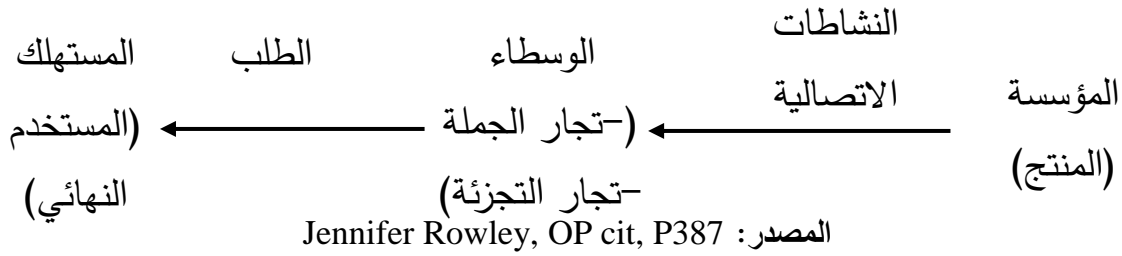 النشاطات
الاتصالية
المؤسسة
(المنتج)
الوسطاء
(-تجار الجملة
-تجار التجزئة)
الطلب
المستهلك
(المستخدم
النهائي)
المصدر: Jennifer Rowley, OP cit, P387